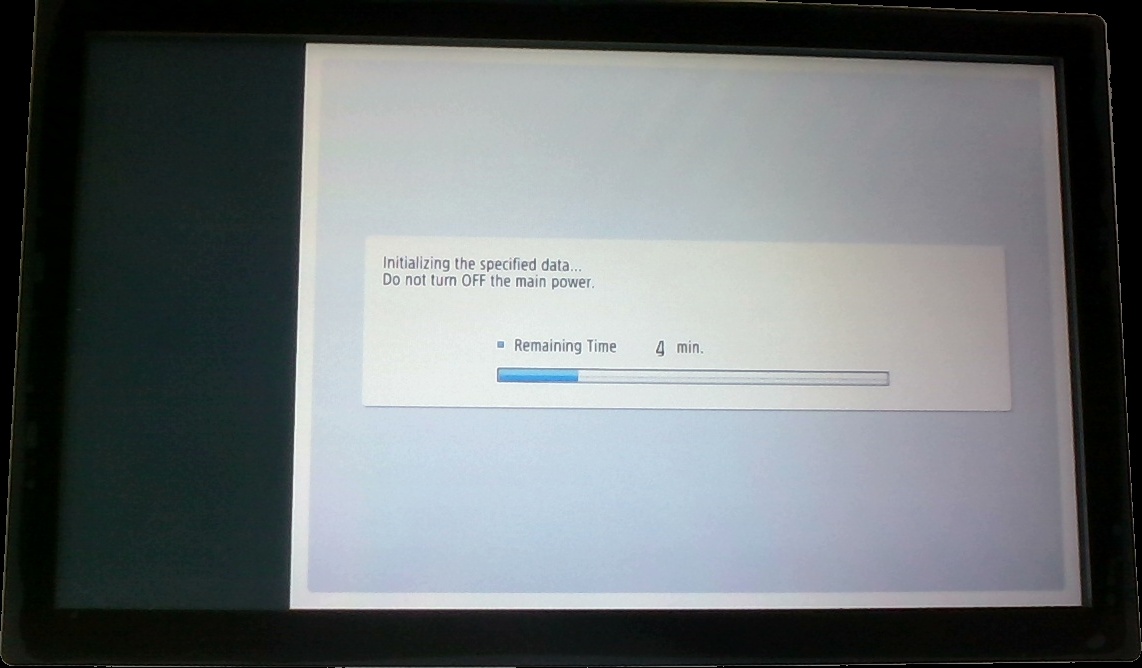 Initializing the specified data...
Do not turn OFF the main power.
Remaining Time 4 min.